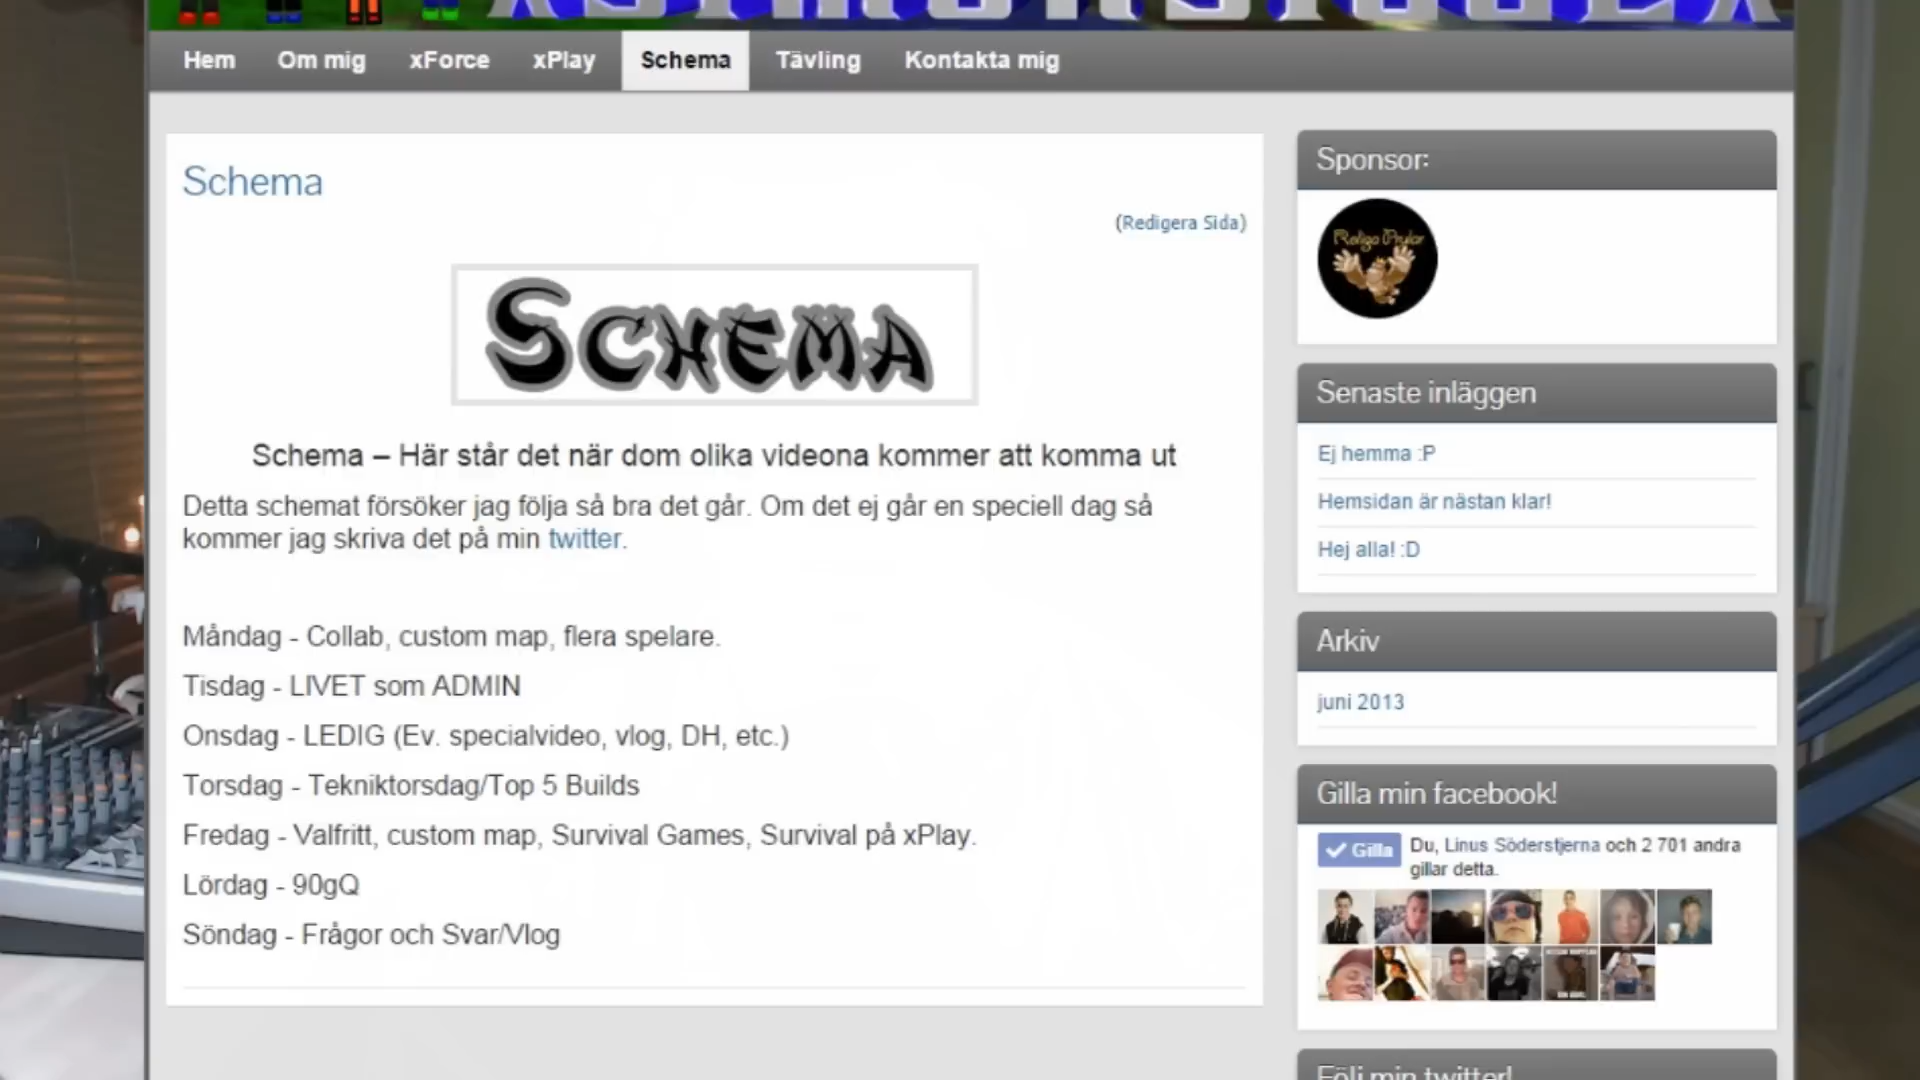 Hem Om mig xForce xPlay Schema Tävling Kontakta mig
Schema
(Redigera Sida)
SCHEMA
Schema – Här står det när dom olika videona kommer att komma ut
Detta schemat försöker jag följa så bra det går. Om det ej går en speciell dag så
kommer jag skriva det på min twitter.
Måndag - Collab, custom map, flera spelare.
Tisdag - LIVET som ADMIN
Onsdag - LEDIG (Ev. specialvideo, vlog, DH, etc.)
Torsdag - Tekniktorsdag/Top 5 Builds
Fredag - Valfritt, custom map, Survival Games, Survival på xPlay.
Lördag - 90gQ
Söndag - Frågor och Svar/Vlog
Sponsor:
Roliga Prylar
Senaste inläggen
Ej hemma :P
Hemsidan är nästan klar!
Hej alla! :D
Arkiv
juni 2013
Gilla min facebook!
Gilla
Du, Linus Söderstjerna och 2 701 andra
gillar detta.
Följ min twitter!